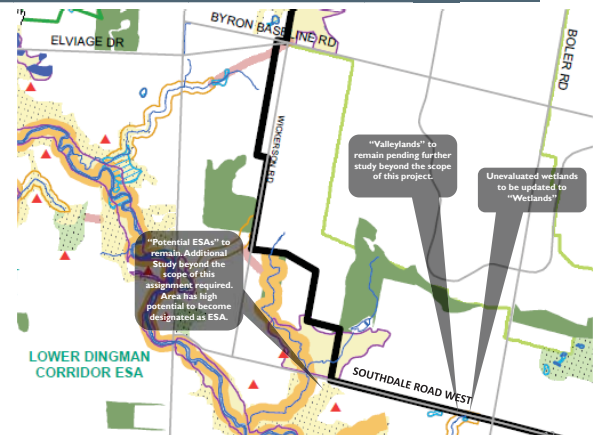 BYRON BASELINE RD
ELVIAGE DR
BOLER RD
WICKERSON RD
"Valleylands" to
remain pending further
study beyond the scope
of this project.
Unevaluated wetlands
to be updated to
"Wetlands"
"Potential ESAs" to
remain. Additional
Study beyond the
scope of this
assignment required.
Area has high
potential to become
designated as ESA.
LOWER DINGMAN
CORRIDOR ESA
SOUTHDALE ROAD WEST